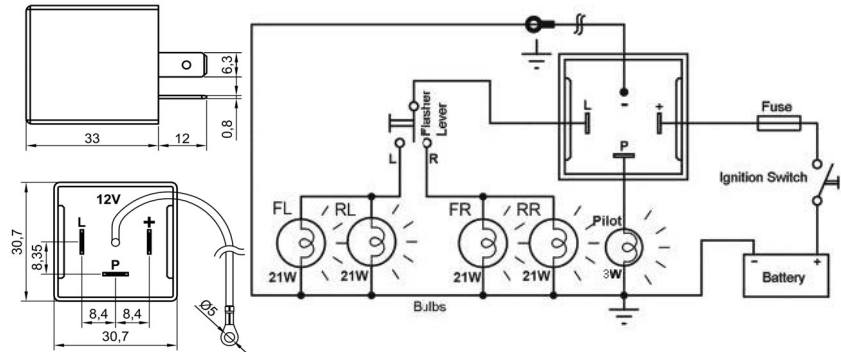 33
12
6,3
0,8
12V
L
+
P
30,7
8,35
8,4
8,4
30,7
Ø5
L
-
+
P
Fuse
Ignition Switch
-
+
Battery
Flasher
Lever
L
R
FL
RL
FR
RR
Pilot
21W
21W
21W
21W
3W
Bulbs